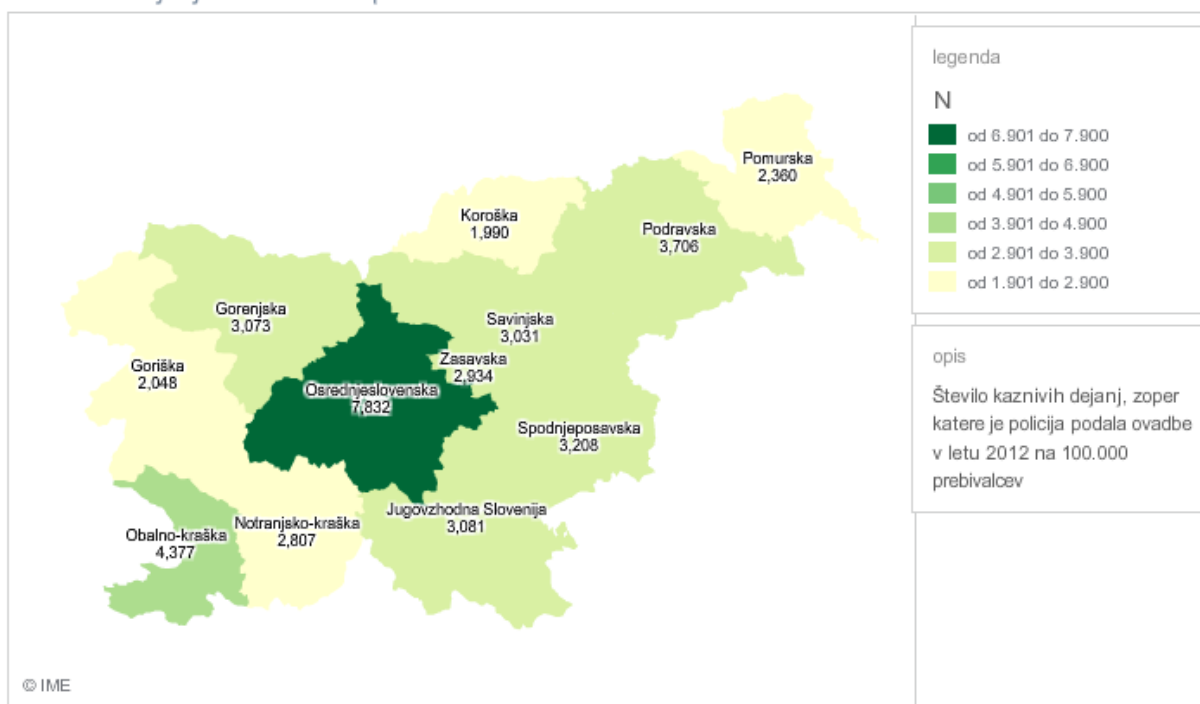 legenda
N
od 6.901 do 7.900
od 5.901 do 6.900
od 4.901 do 5.900
od 3.901 do 4.900
od 2.901 do 3.900
od 1.901 do 2.900
opis
Število kaznivih dejanj, zoper
katere je policija podala ovadbe
v letu 2012 na 100.000
prebivalcev
Pomurska
2,360
Koroška
1,990
Podravska
3,706
Gorenjska
3,073
Savinjska
3,031
Zasavska
2,934
Goriška
2,048
Osrednjeslovenska
7,832
Spodnjeposavska
3,208
Jugovzhodna Slovenija
3,081
Notranjsko-kraška
2,807
Obalno-kraška
4,377
© IME